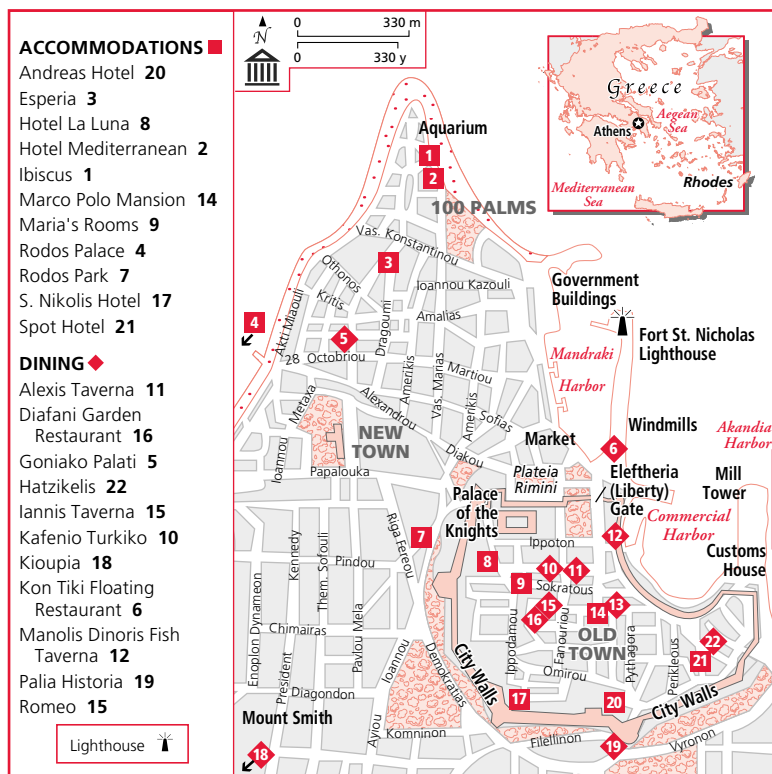 ACCOMMODATIONS
Andreas Hotel 20
Esperia 3
Hotel La Luna 8
Hotel Mediterranean 2
Ibiscus 1
Marco Polo Mansion 14
Maria's Rooms 9
Rodos Palace 4
Rodos Park 7
S. Nikolis Hotel 17
Spot Hotel 21
DINING
Alexis Taverna 11
Diafani Garden
Restaurant 16
Goniako Palati 5
Hatzikelis 22
Iannis Taverna 15
Kafenio Turkiko 10
Kioupia 18
Kon Tiki Floating
Restaurant 6
Manolis Dinoris Fish
Taverna 12
Palia Historia 19
Romeo 15
Lighthouse
N
0 330 m
0 330 y
Greece
Aegean
Sea
Athens
Rhodes
Mediterranean
Sea
Aquarium
1
2
100 PALMS
Vas. Konstantinou
3
Othonos
Ioannou Kazouli
Kritis
Amalias
Government
Buildings
4
Akti Miaouli
5
Dragoumi
28 Octobriou
Fort St. Nicholas
Lighthouse
Mandraki
Harbor
Martiou
Amerikis
Vas. Marias
Metaxa
Alexandrou
Amerikis
Sofias
Windmills
Akandia
Harbor
NEW
TOWN
Diakou
Market
6
Ioannou
Papalouka
Plateia
Rimini
Eleftheria
(Liberty)
Gate
Mill
Tower
Palace
of the
Knights
Commercial
Harbor
7
Riga Fereou
Ippoton
12
Customs
House
Kennedy
Them. Sofouli
Pindou
8
9
10
11
Sokratous
15
16
14
13
Enoplon Dynameon
Chimairas
Pavlou Mela
Ippodamou
Fanouriou
OLD
TOWN
Pythagora
22
21
Perikleous
Omirou
President
Ioannou
Demokratias
City Walls
Diagondon
17
20
City Walls
Mount Smith
Ayiou
Komninon
Filellinon
19
Vyronon
18